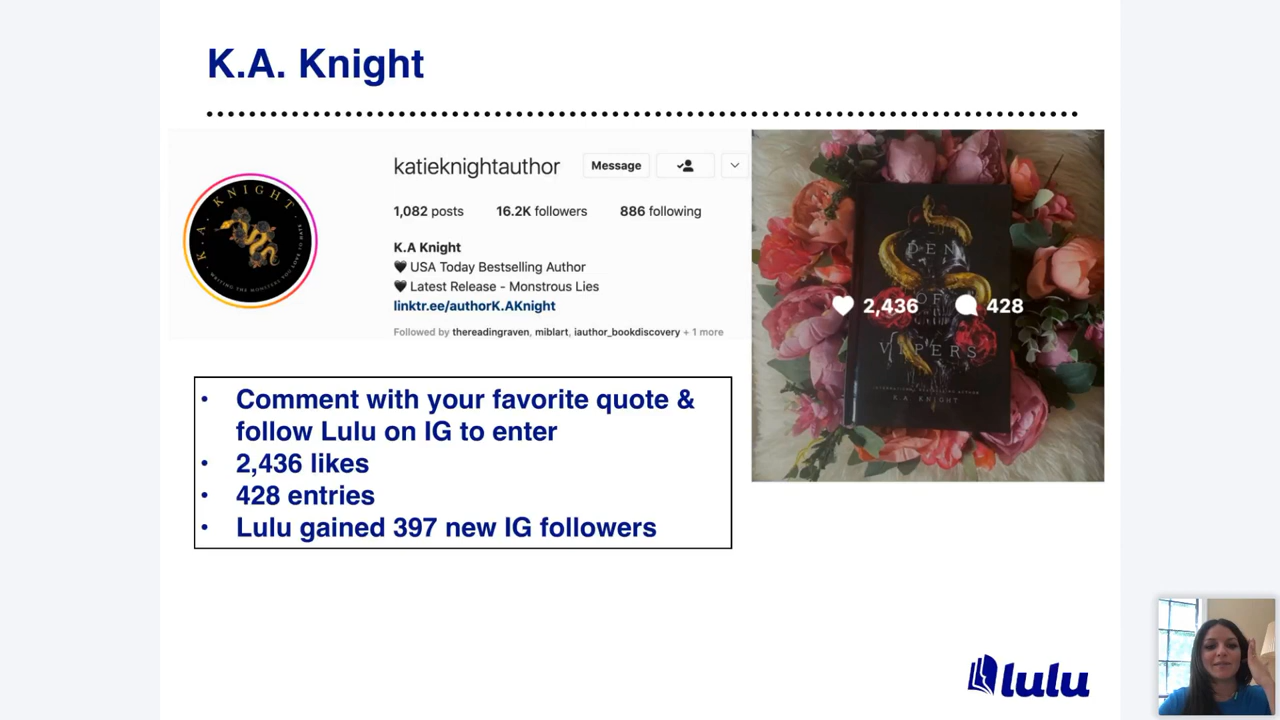 K.A. Knight
katieknightauthor
Message
1,082 posts 16.2K followers 886 following
K.A Knight
🖤 USA Today Bestselling Author
🖤 Latest Release - Monstrous Lies
linktr.ee/authorK.AKnight
Followed by thereadingraven, miblart, iauthor_bookdiscovery + 1 more
K.A. KNIGHT
DEN
OF
VIPERS
2,436 428
K.A KNIGHT
• Comment with your favorite quote &
follow Lulu on IG to enter
• 2,436 likes
• 428 entries
• Lulu gained 397 new IG followers
lulu